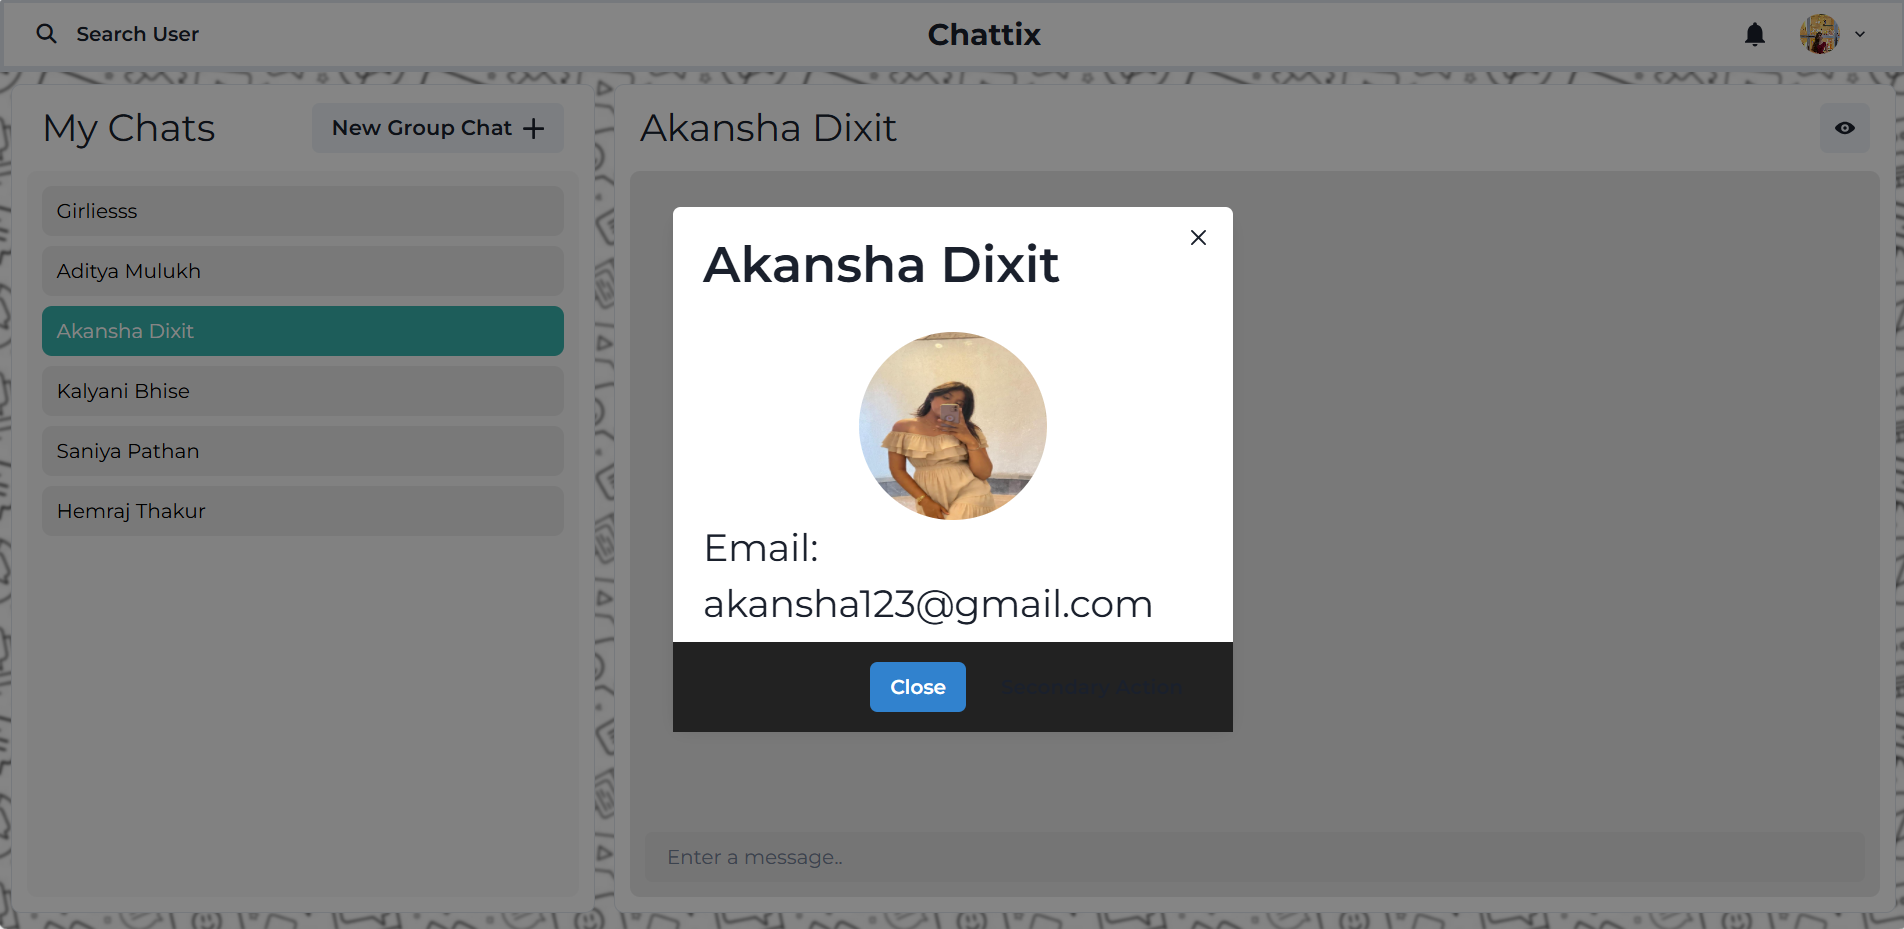 Search User
Chattix
My Chats
New Group Chat
Girliesss
Aditya Mulukh
Akansha Dixit
Kalyani Bhise
Saniya Pathan
Hemraj Thakur
Akansha Dixit
Akansha Dixit
Email:
akansha123@gmail.com
Close
Secondary Action
Enter a message..